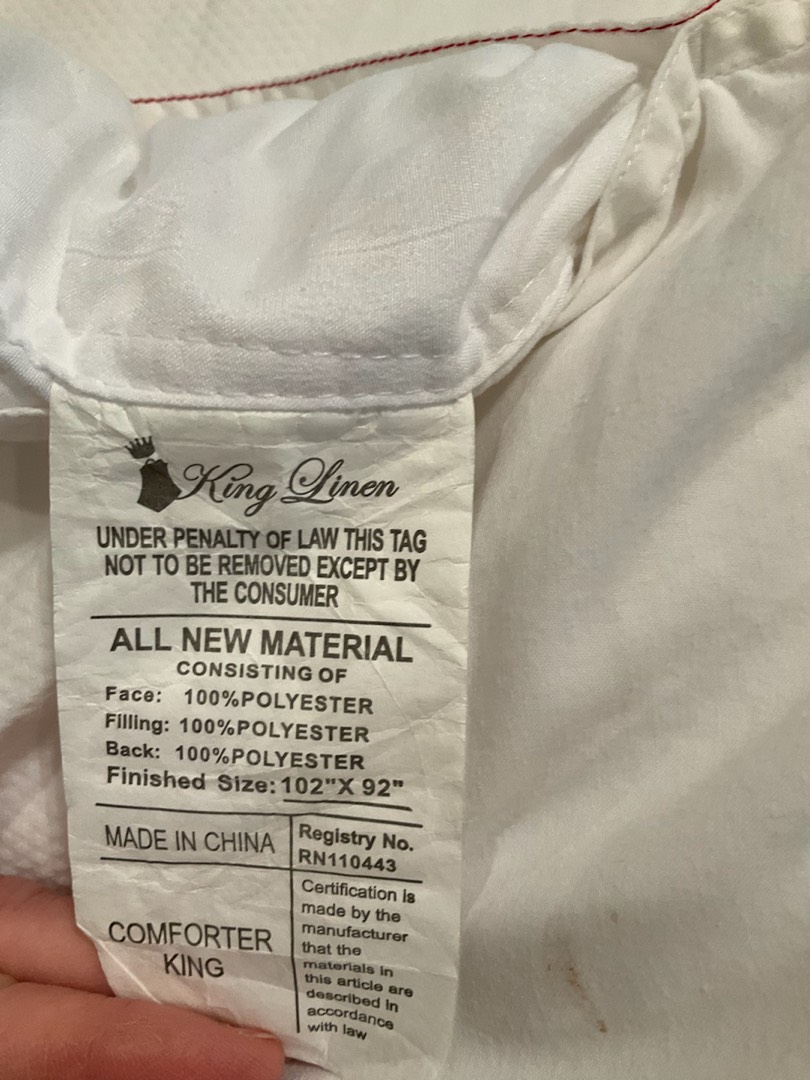 King Linen
UNDER PENALTY OF LAW THIS TAG
NOT TO BE REMOVED EXCEPT BY
THE CONSUMER
ALL NEW MATERIAL
CONSISTING OF
Face: 100%POLYESTER
Filling: 100%POLYESTER
Back: 100%POLYESTER
Finished Size: 102"X 92"
MADE IN CHINA
Registry No.
RN110443
COMFORTER
KING
Certification is
made by the
manufacturer
that the
materials in
this article are
described in
accordance
with law